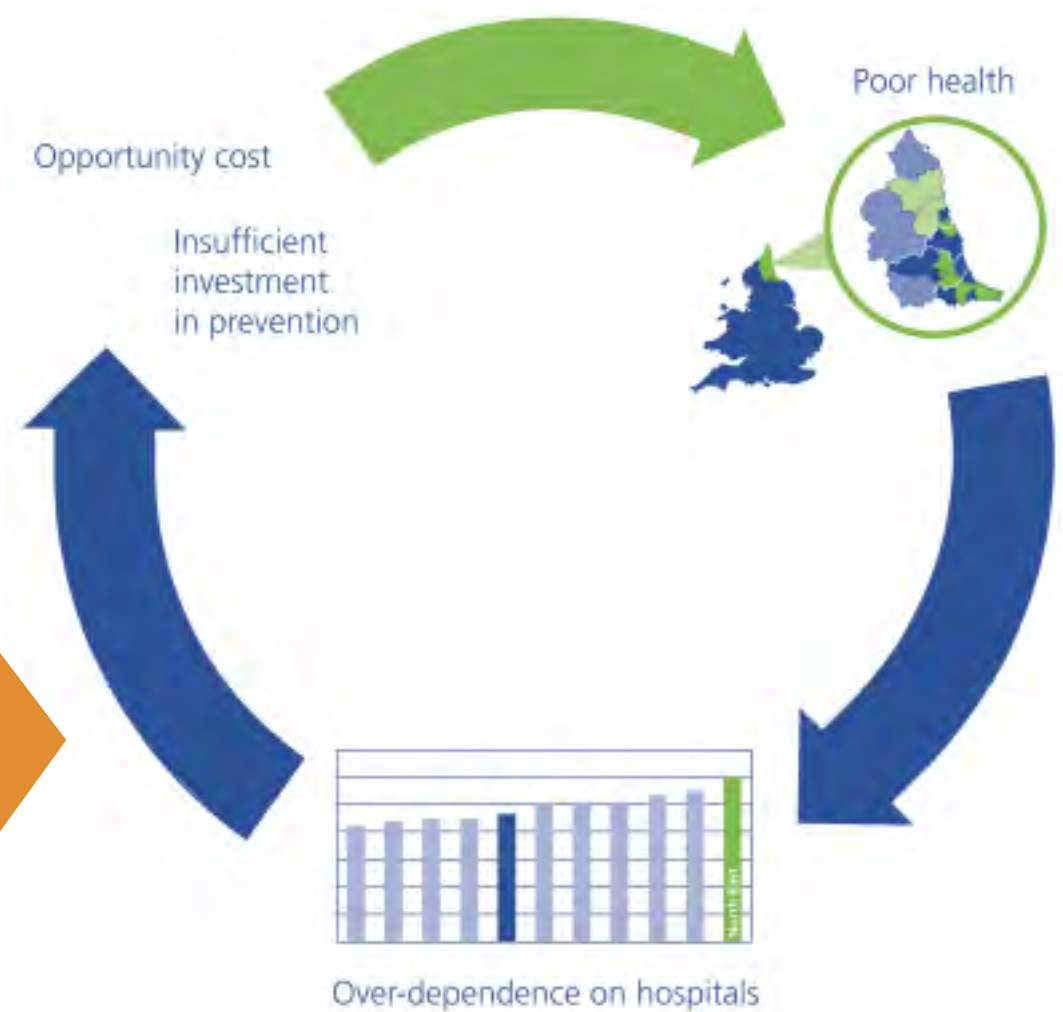 Poor health
Opportunity cost
Insufficient
investment
in prevention
North East
Over-dependence on hospitals